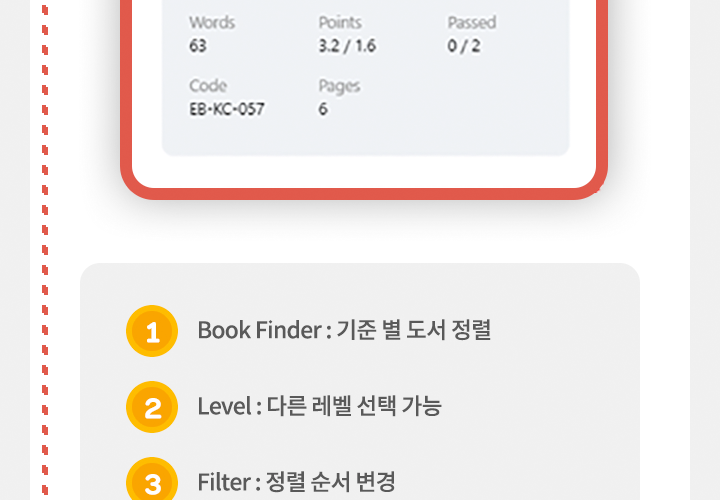 Words Points Passed
63 3.2 / 1.6 0 / 2
Code Pages
EB-KC-057 6
1 Book Finder : 기준 별 도서 정렬
2 Level : 다른 레벨 선택 가능
3 Filter : 정렬 순서 변경